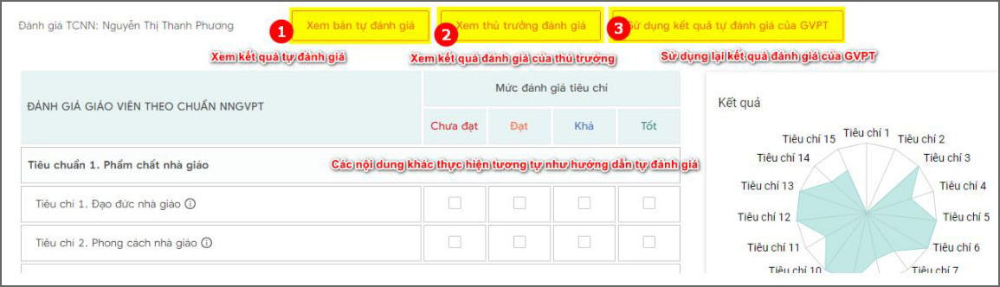 Đánh giá TCNN: Nguyễn Thị Thanh Phương
1
Xem bản tự đánh giá
2
Xem thủ trưởng đánh giá
3
Sử dụng kết quả tự đánh giá của GVPT
Xem kết quả tự đánh giá
Xem kết quả đánh giá của thủ trưởng
Sử dụng lại kết quả đánh giá của GVPT
ĐÁNH GIÁ GIÁO VIÊN THEO CHUẨN NNGVPT
Mức đánh giá tiêu chí
Chưa đạt
Đạt
Khá
Tốt
Tiêu chuẩn 1. Phẩm chất nhà giáo
Các nội dung khác thực hiện tương tự như hướng dẫn tự đánh giá
Tiêu chí 1. Đạo đức nhà giáo
Tiêu chí 2. Phong cách nhà giáo
Kết quả
Tiêu chí 1
Tiêu chí 2
Tiêu chí 3
Tiêu chí 4
Tiêu chí 5
Tiêu chí 6
Tiêu chí 7
Tiêu chí 10
Tiêu chí 11
Tiêu chí 12
Tiêu chí 13
Tiêu chí 14
Tiêu chí 15